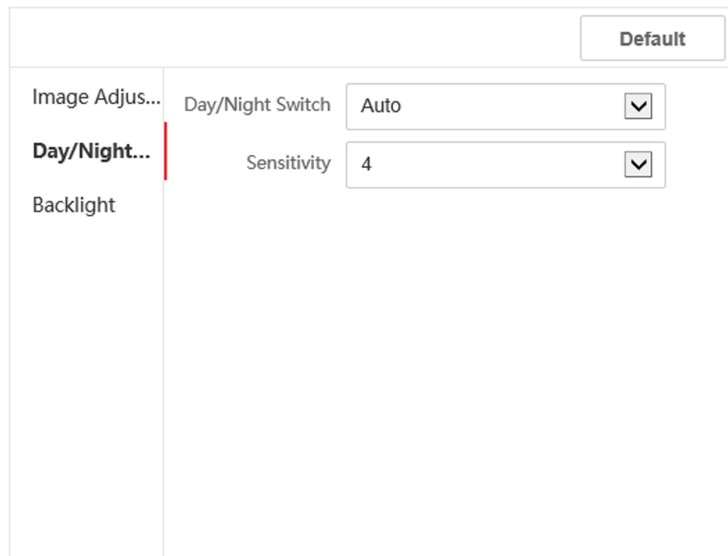 Default
Image Adjus...
Day/Night...
Backlight
Day/Night Switch
Auto
Sensitivity
4